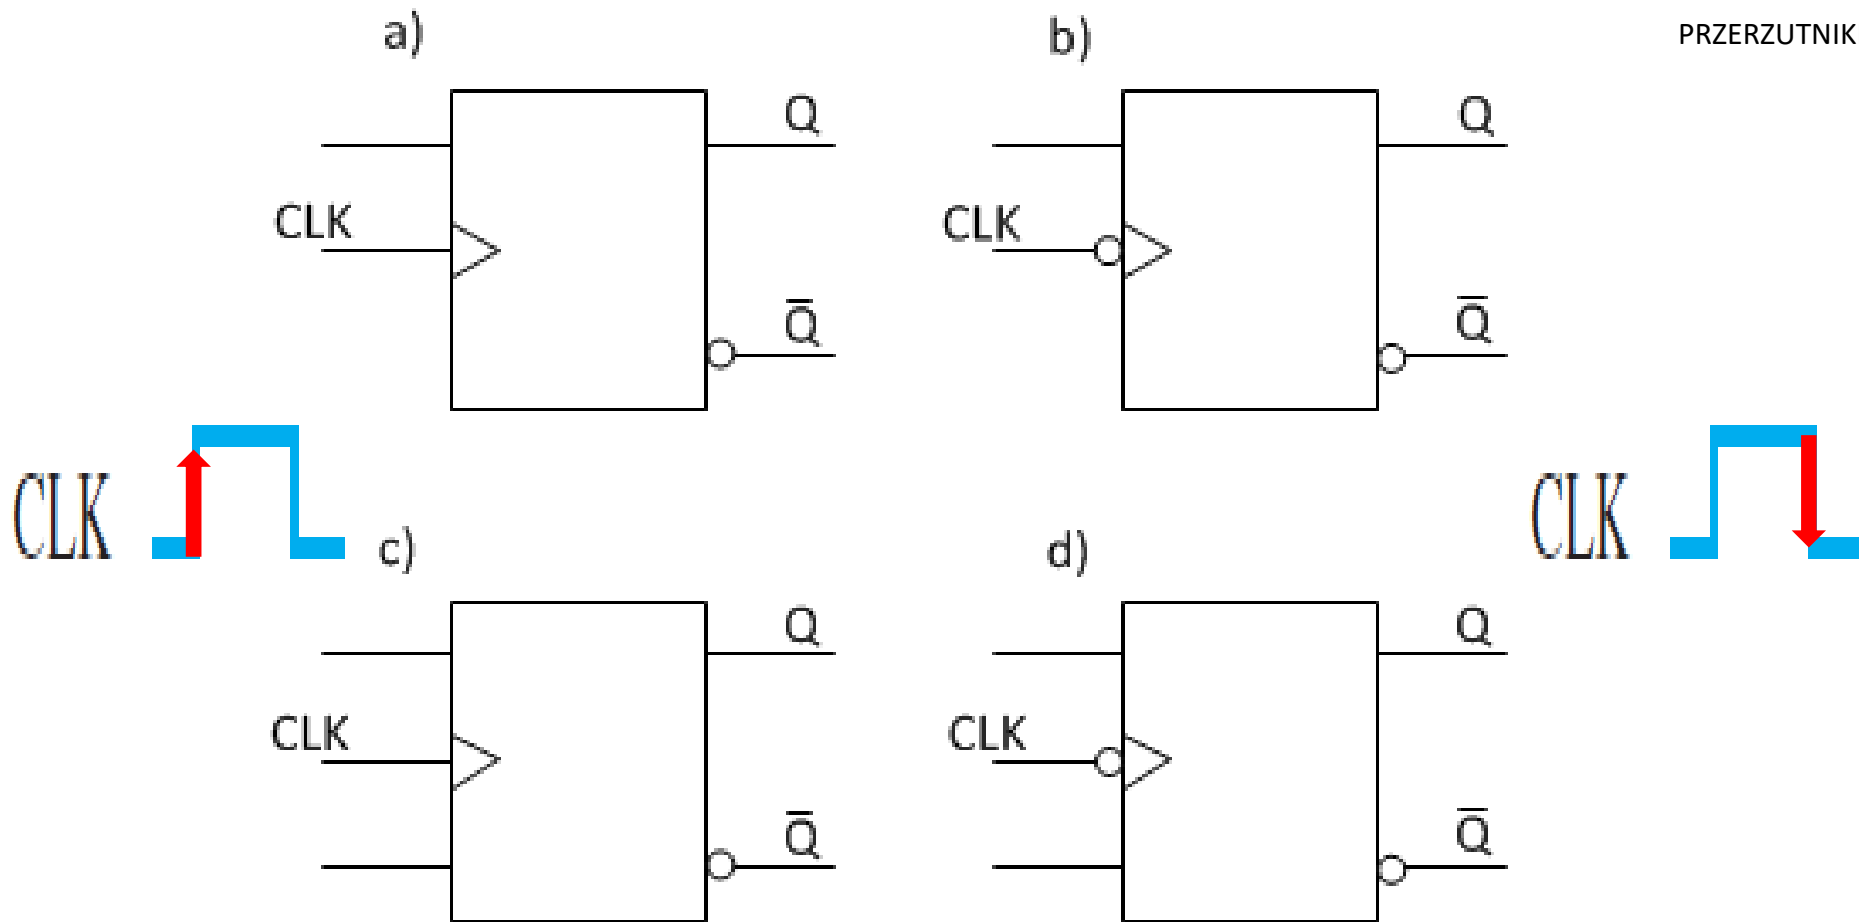 a)
b)
PRZERZUTNIK
Q
Q
CLK
CLK
Q̅
Q̅
CLK
CLK
c)
d)
Q
Q
CLK
CLK
Q̅
Q̅